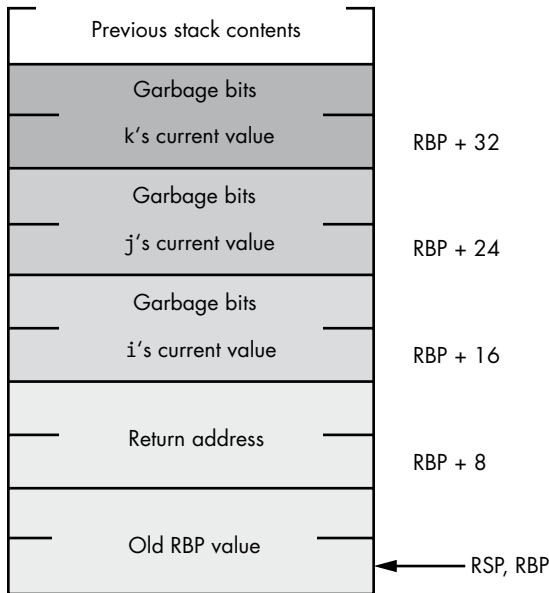 Previous stack contents
Garbage bits
k‘s current value
RBP + 32
Garbage bits
j‘s current value
RBP + 24
Garbage bits
i‘s current value
RBP + 16
Return address
RBP + 8
Old RBP value
RSP, RBP